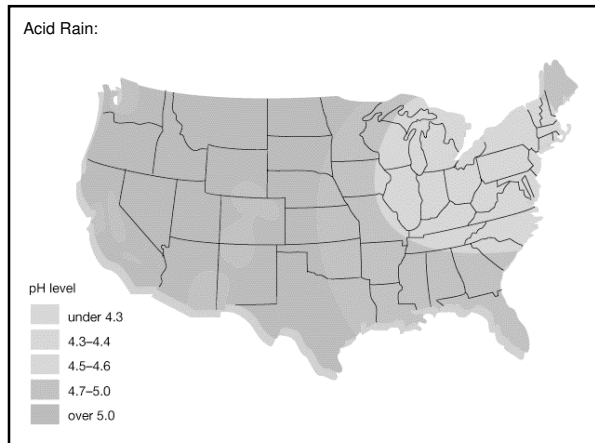 Acid Rain:
pH level
under 4.3
4.3–4.4
4.5–4.6
4.7–5.0
over 5.0